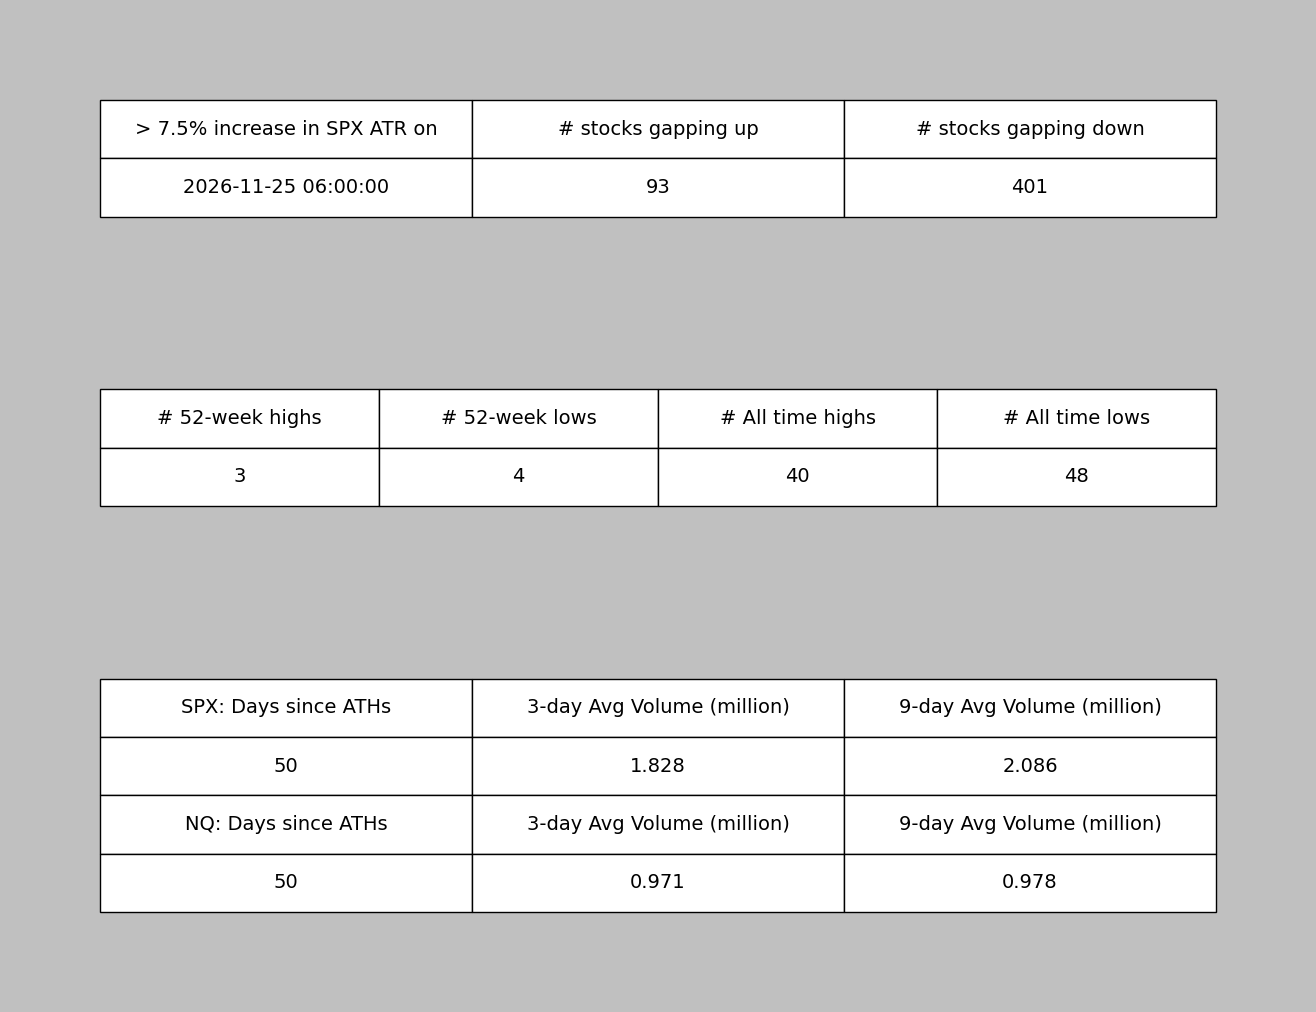 > 7.5% increase in SPX ATR on # stocks gapping up # stocks gapping down
2026-11-25 06:00:00 93 401
# 52-week highs # 52-week lows # All time highs # All time lows
3 4 40 48
SPX: Days since ATHs 3-day Avg Volume (million) 9-day Avg Volume (million)
50 1.828 2.086
NQ: Days since ATHs 3-day Avg Volume (million) 9-day Avg Volume (million)
50 0.971 0.978